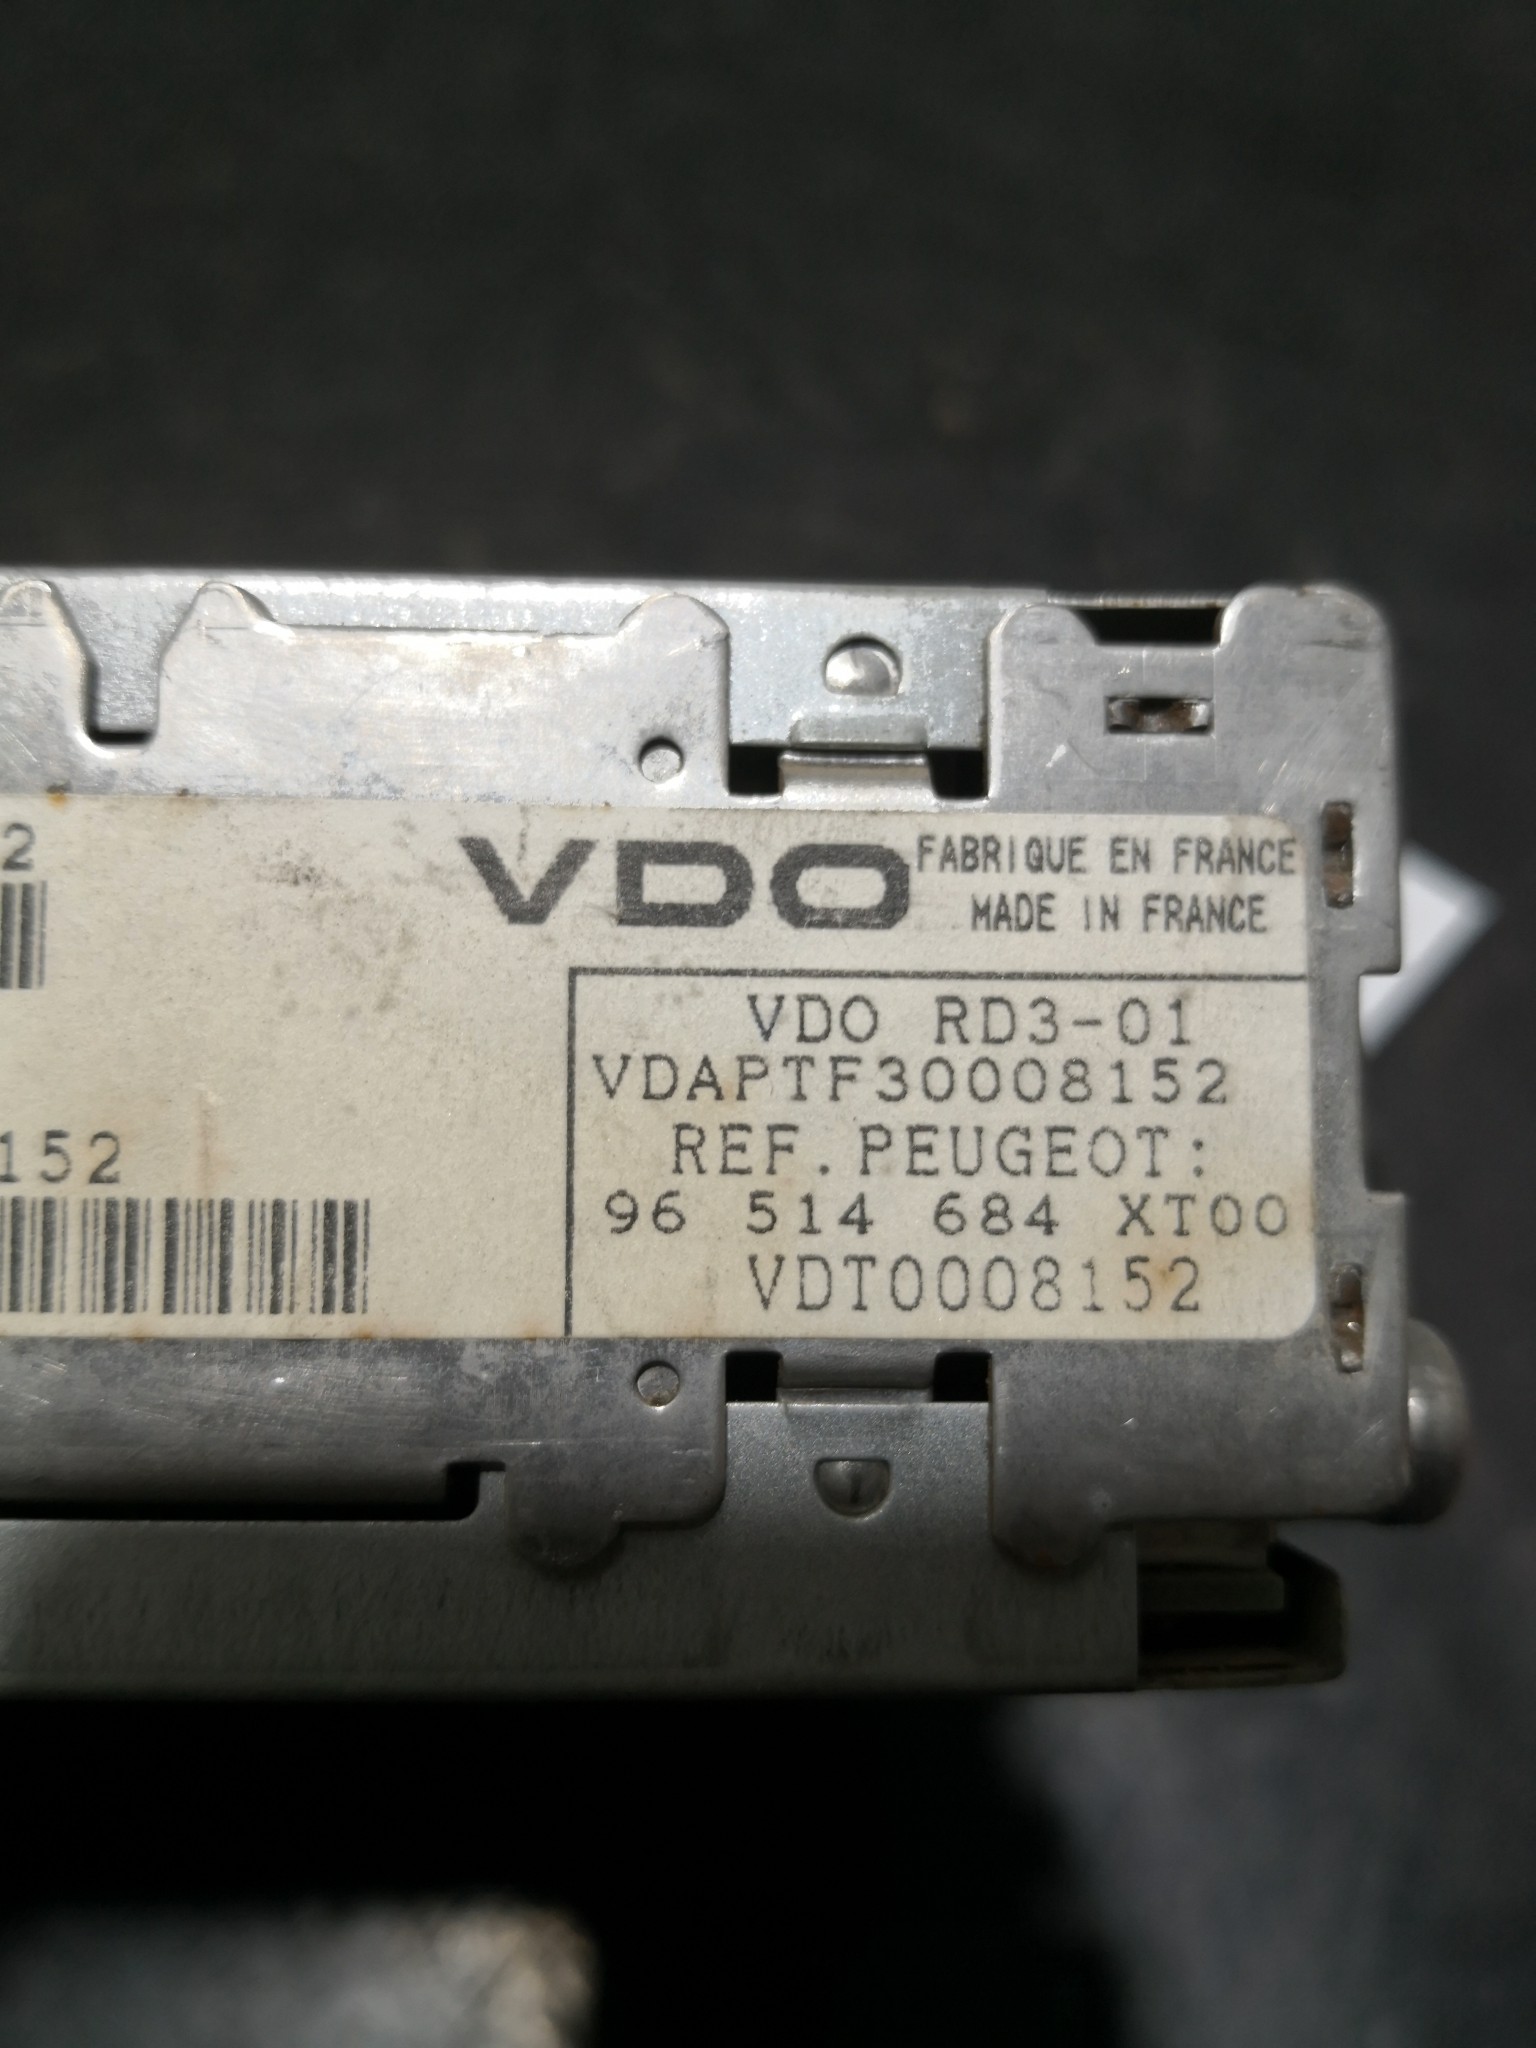 2
VDO
FABRIQUE EN FRANCE
MADE IN FRANCE
VDO RD3-01
VDAPTF30008152
REF. PEUGEOT:
96 514 684 XT00
VDT0008152
152